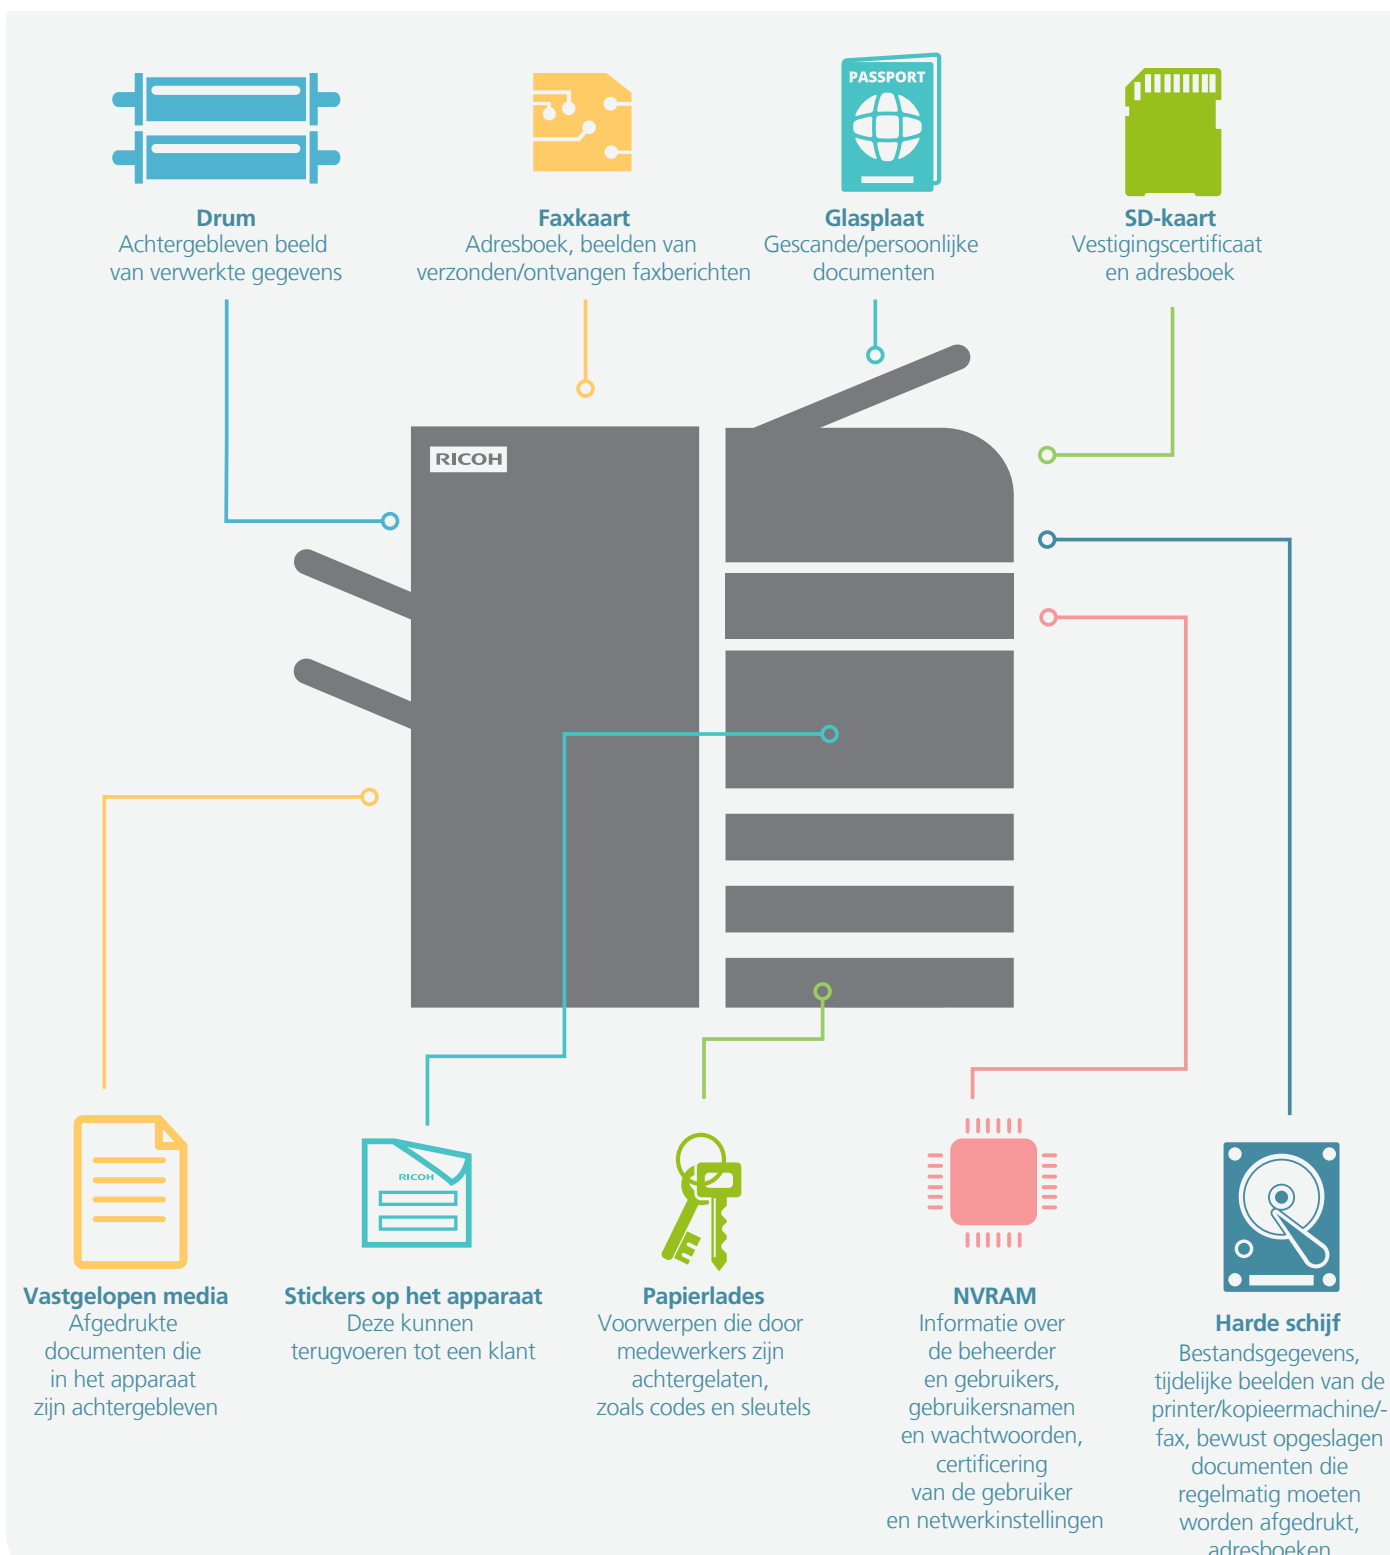 PASSPORT
Drum
Achtergebleven beeld
van verwerkte gegevens
Faxkaart
Adresboek, beelden van
verzonden/ontvangen faxberichten
Glasplaat
Gescande/persoonlijke
documenten
SD-kaart
Vestigingscertificaat
en adresboek
RICOH
RICOH
Vastgelopen media
Afgedrukte
documenten die
in het apparaat
zijn achtergebleven
Stickers op het apparaat
Deze kunnen
terugvoeren tot een klant
Papierlades
Voorwerpen die door
medewerkers zijn
achtergelaten,
zoals codes en sleutels
NVRAM
Informatie over
de beheerder
en gebruikers,
gebruikersnamen
en wachtwoorden,
certificering
van de gebruiker
en netwerkinstellingen
Harde schijf
Bestandsgegevens,
tijdelijke beelden van de
printer/kopieermachine/-
fax, bewust opgeslagen
documenten die
regelmatig moeten
worden afgedrukt,
adresboeken